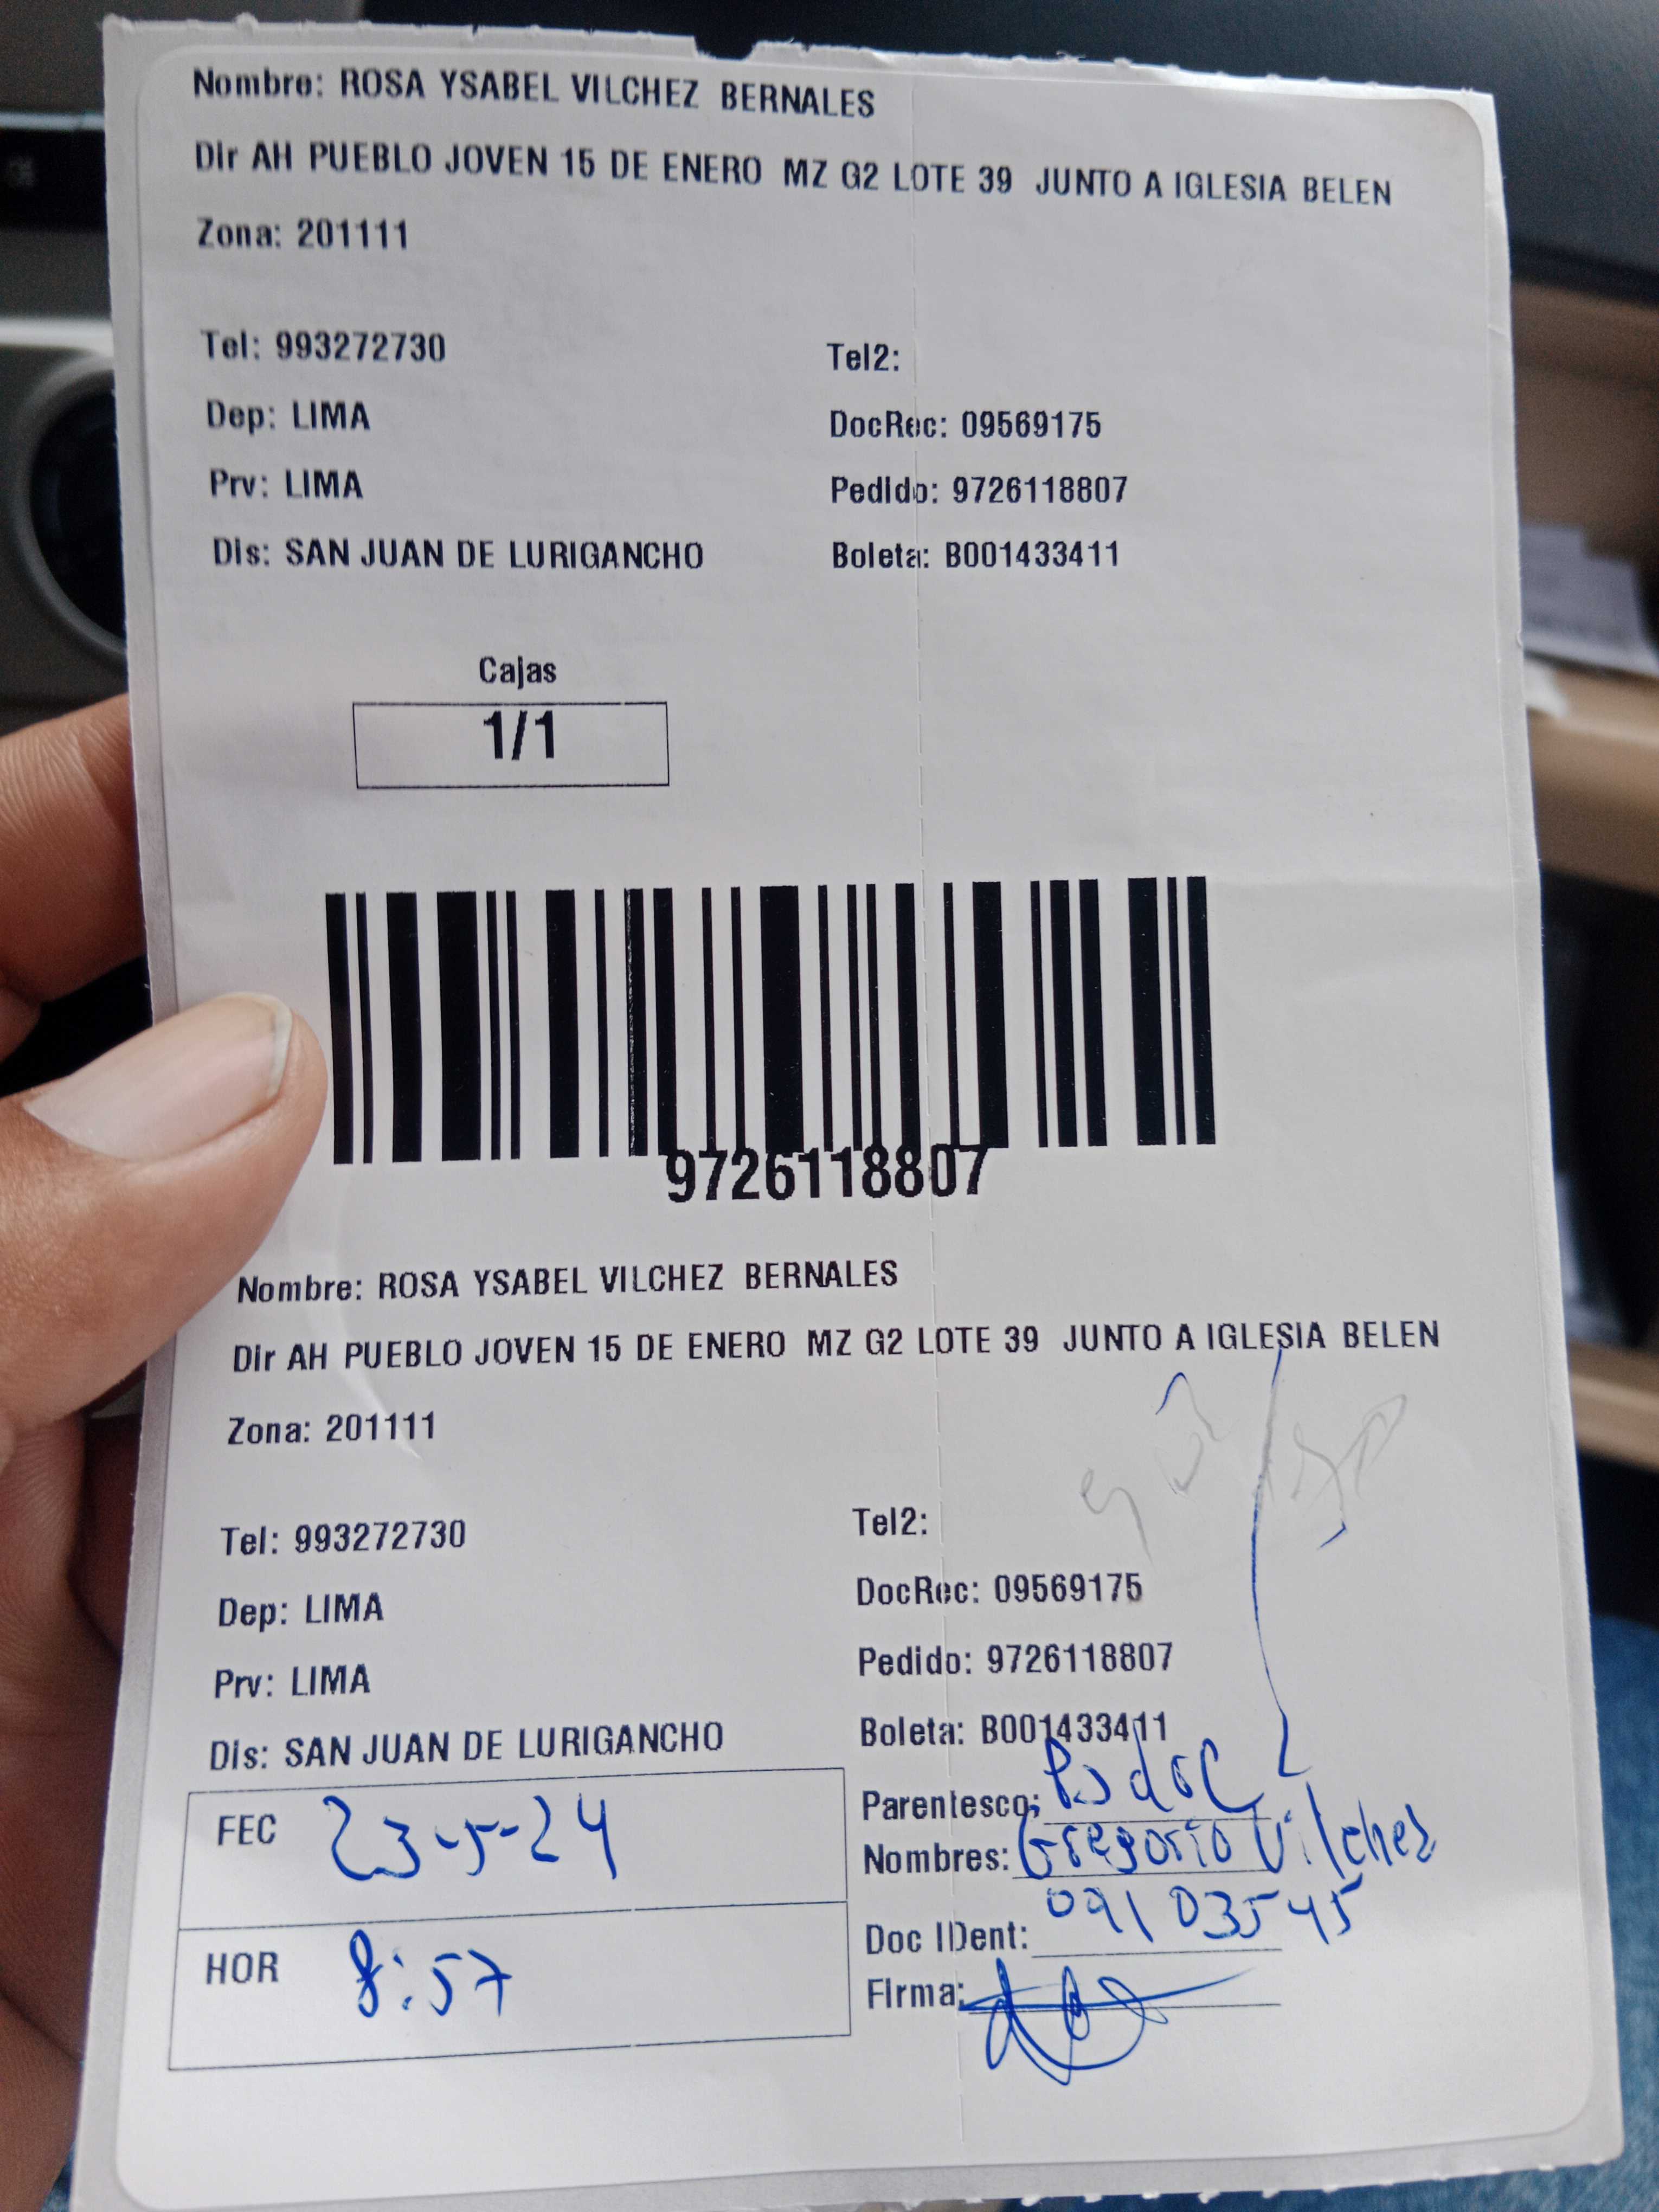 Nombre: ROSA YSABEL VILCHEZ BERNALES
Dir AH PUEBLO JOVEN 15 DE ENERO MZ G2 LOTE 39 JUNTO A IGLESIA BELEN
Zona: 201111
Tel: 993272730 Tel2:
Dep: LIMA DocRec: 09569175
Prv: LIMA Pedido: 9726118807
Dis: SAN JUAN DE LURIGANCHO Boleta: B001433411
Cajas
1/1
9726118807
Nombre: ROSA YSABEL VILCHEZ BERNALES
Dir AH PUEBLO JOVEN 15 DE ENERO MZ G2 LOTE 39 JUNTO A IGLESIA BELEN
Zona: 201111
Tel: 993272730 Tel2:
Dep: LIMA DocRec: 09569175
Prv: LIMA Pedido: 9726118807
Dis: SAN JUAN DE LURIGANCHO Boleta: B001433411
FEC 23-5-24 Parentesco:
Nombres: Gregorio Vilchez
HOR 8:57 Doc IDent: 09103545
Firma: